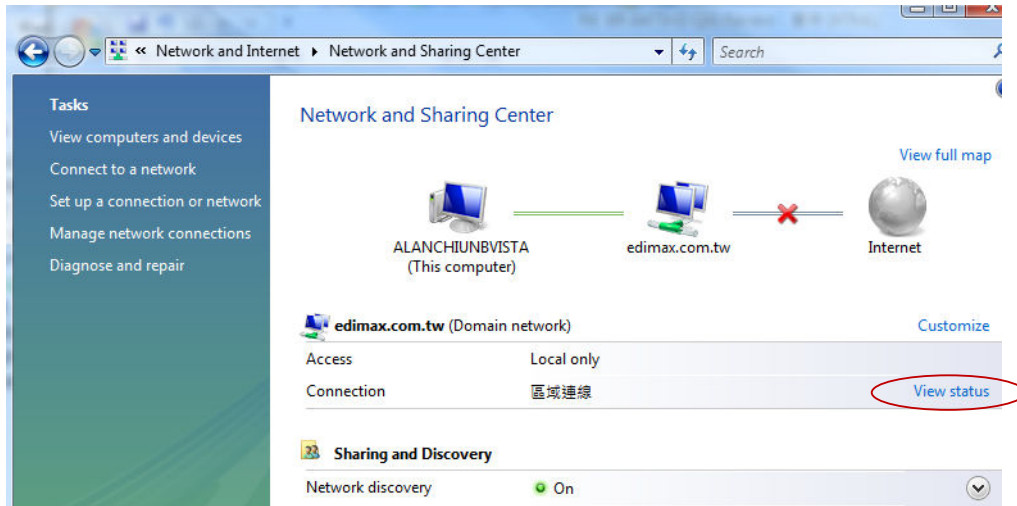 « Network and Internet ▸ Network and Sharing Center
Search
Tasks
View computers and devices
Connect to a network
Set up a connection or network
Manage network connections
Diagnose and repair
Network and Sharing Center
View full map
ALANCHIUNBVISTA
(This computer)
edimax.com.tw
Internet
edimax.com.tw (Domain network)
Customize
Access Local only
Connection 區域連線 View status
Sharing and Discovery
Network discovery On